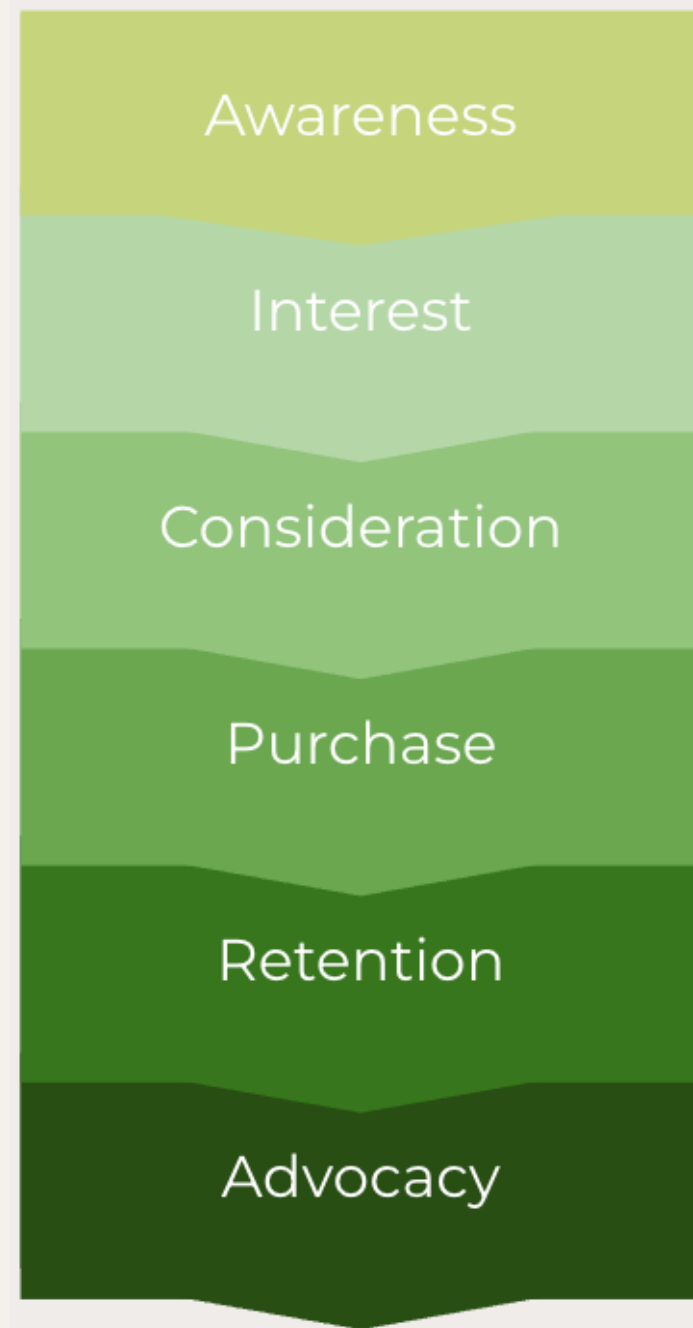 Awareness
Interest
Consideration
Purchase
Retention
Advocacy